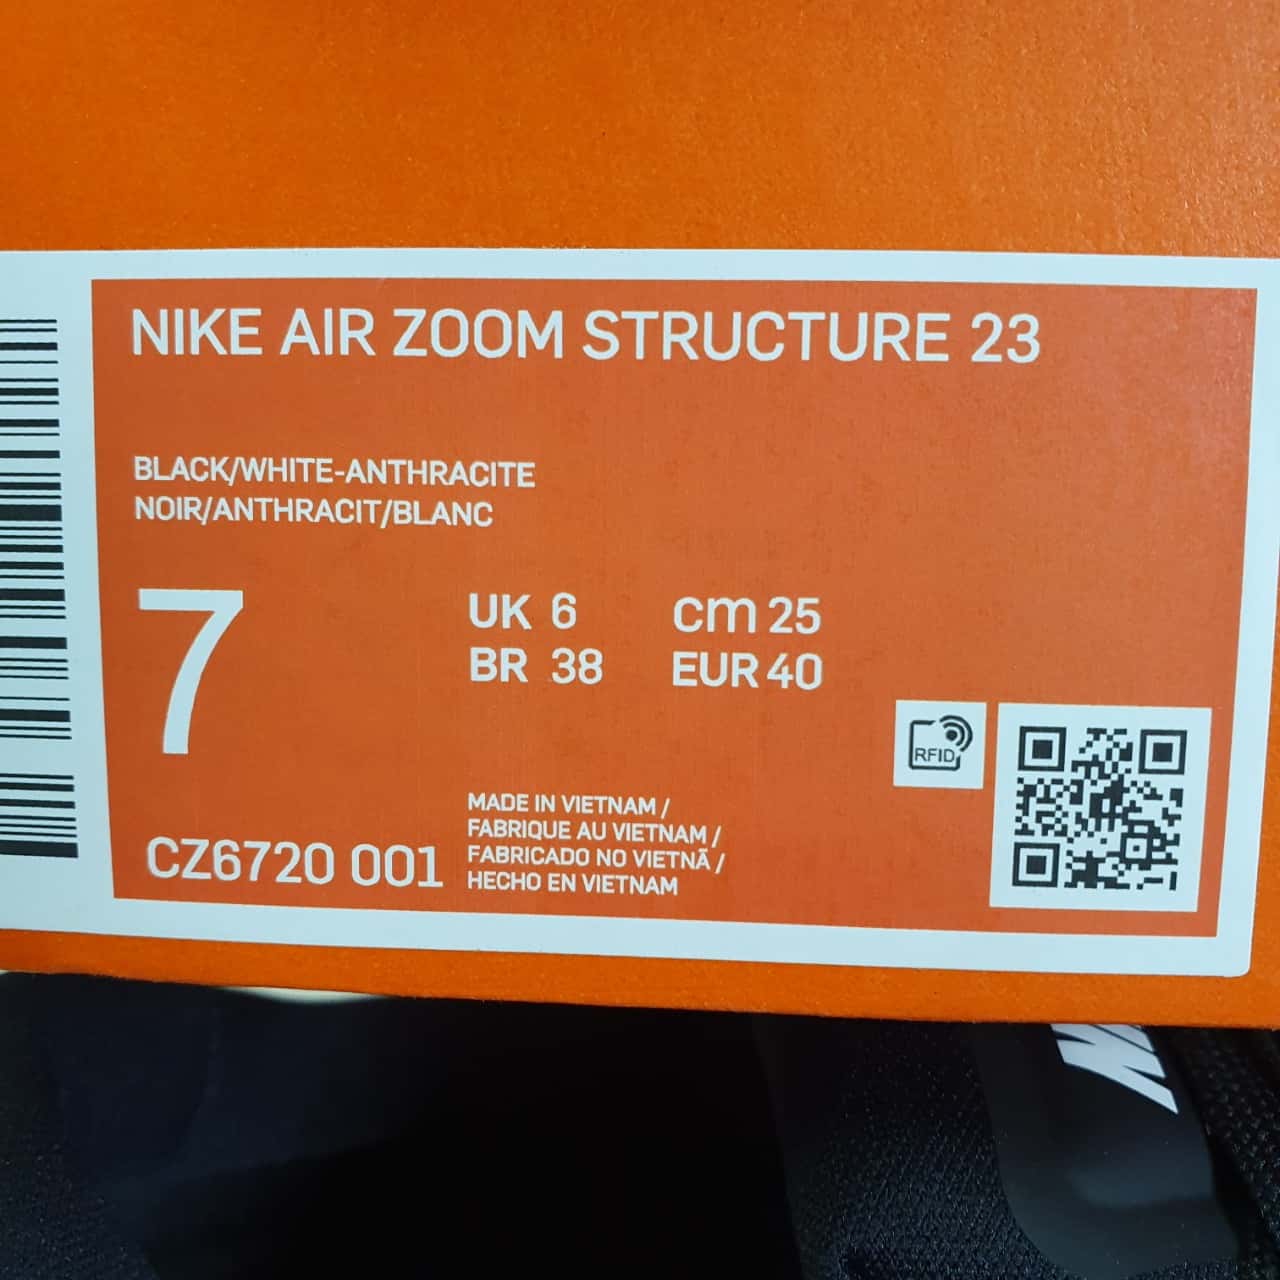 NIKE AIR ZOOM STRUCTURE 23
BLACK/WHITE-ANTHRACITE
NOIR/ANTHRACIT/BLANC
7
UK 6 cm 25
BR 38 EUR 40
RFID
MADE IN VIETNAM /
FABRIQUE AU VIETNAM /
FABRICADO NO VIETNÃ /
HECHO EN VIETNAM
CZ6720 001